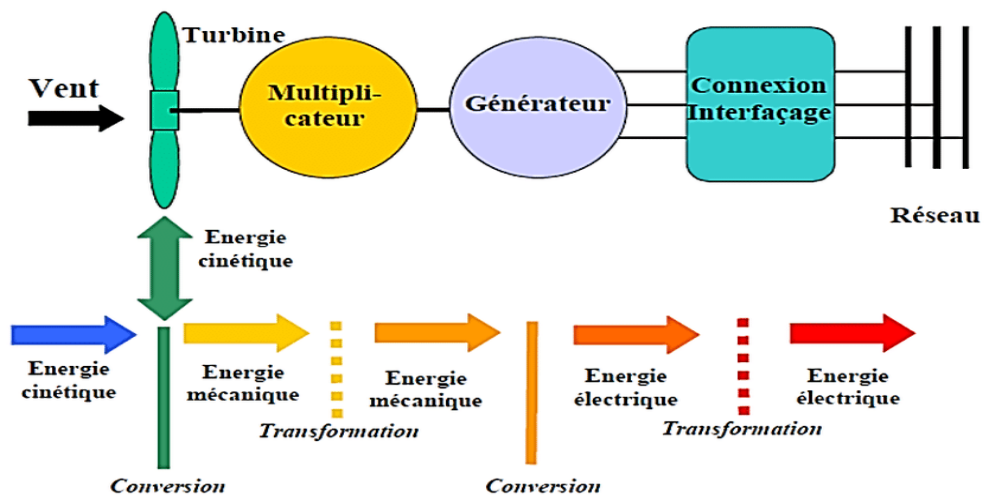 Turbine
Vent
Multipli-
cateur
Générateur
Connexion
Interfaçage
Réseau
Energie
cinétique
Energie
cinétique
Energie
mécanique
Energie
mécanique
Energie
électrique
Energie
électrique
Transformation
Transformation
Conversion
Conversion